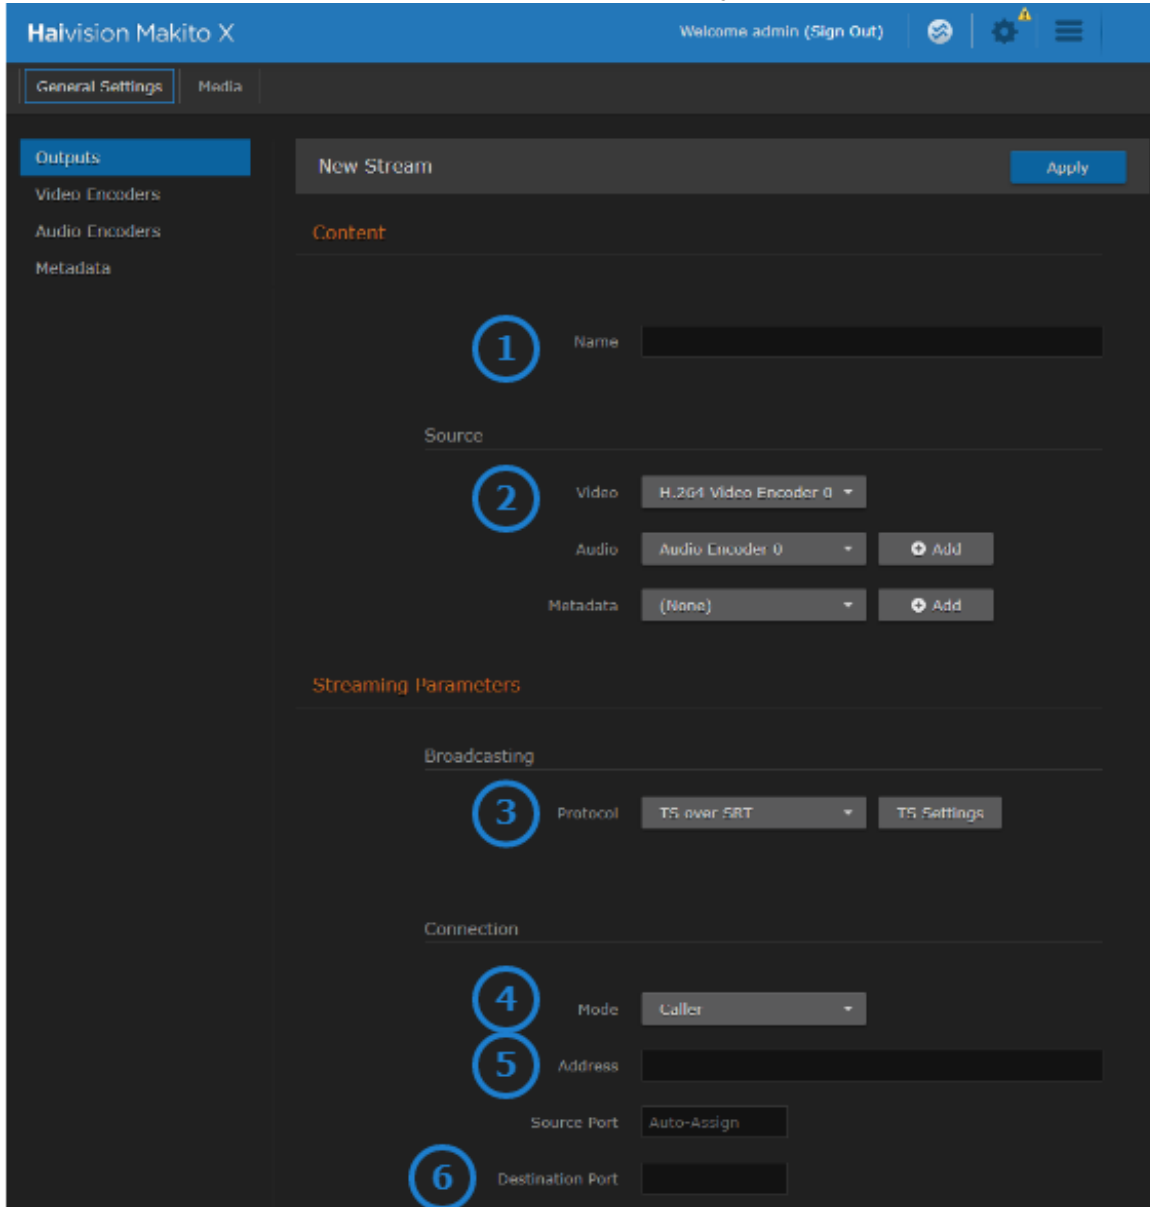 Haivision Makito X
Welcome admin (Sign Out)
General Settings
Media
Outputs
Video Encoders
Audio Encoders
Metadata
New Stream
Apply
Content
1
Name
Source
2
Video
H.264 Video Encoder 0
Audio
Audio Encoder 0
Add
Metadata
(None)
Add
Streaming Parameters
Broadcasting
3
Protocol
TS over SRT
TS Settings
Connection
4
Mode
Caller
5
Address
Source Port
Auto-Assign
6
Destination Port